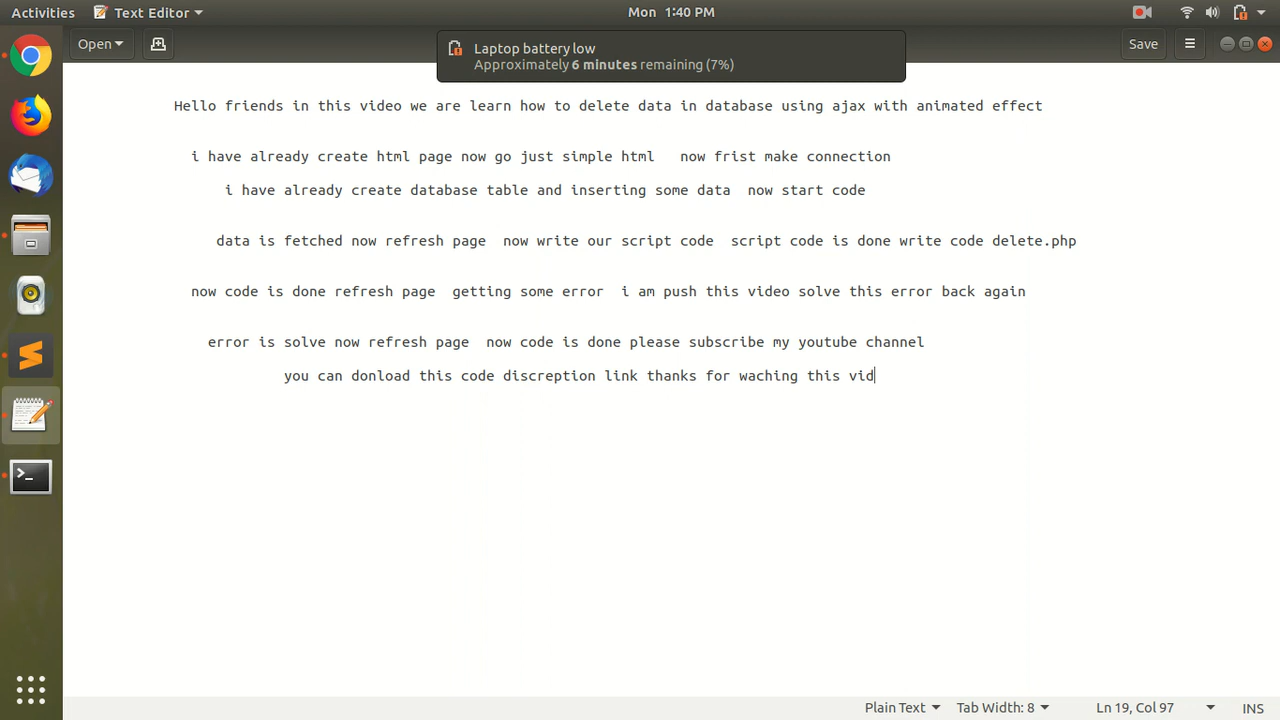 Activities Text Editor Mon 1:40 PM
Open Save
Laptop battery low
Approximately 6 minutes remaining (7%)
Hello friends in this video we are learn how to delete data in database using ajax with animated effect
i have already create html page now go just simple html now frist make connection
i have already create database table and inserting some data now start code
data is fetched now refresh page now write our script code script code is done write code delete.php
now code is done refresh page getting some error i am push this video solve this error back again
error is solve now refresh page now code is done please subscribe my youtube channel
you can donload this code discreption link thanks for waching this vid
Plain Text Tab Width: 8 Ln 19, Col 97 INS